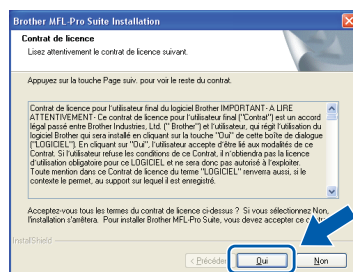 Brother MFL-Pro Suite Installation
Contrat de licence
Lisez attentivement le contrat de licence suivant.
Appuyez sur la touche Page suiv. pour voir le reste du contrat.
Contrat de licence pour l'utilisateur final du logiciel Brother IMPORTANT - A LIRE
ATTENTIVEMENT - Ce contrat de licence pour l'utilisateur final ("Contrat") est un accord
légal passé entre Brother Industries, Ltd. ("Brother") et l'utilisateur, qui régit l'utilisation du
logiciel Brother qui sera installé en cliquant sur la touche "Oui" de cette boîte de dialogue
("LOGICIEL"). En cliquant sur "Oui", l'utilisateur accepte d'être lié aux modalités de ce
Contrat. Si l'utilisateur refuse les conditions de ce Contrat, il n'obtiendra pas la licence
d'utilisation obligatoire pour ce LOGICIEL et ne sera donc pas autorisé à l'exploiter.
Toute mention dans ce Contrat de licence du terme "LOGICIEL" renverra aussi, si le
contexte le permet, au support sur lequel il est enregistré.
Acceptez-vous tous les termes du contrat de licence ci-dessus ? Si vous sélectionnez Non,
l'installation s'arrêtera. Pour installer Brother MFL-Pro Suite, vous devez accepter ce
InstallShield
< Précéden Oui Non